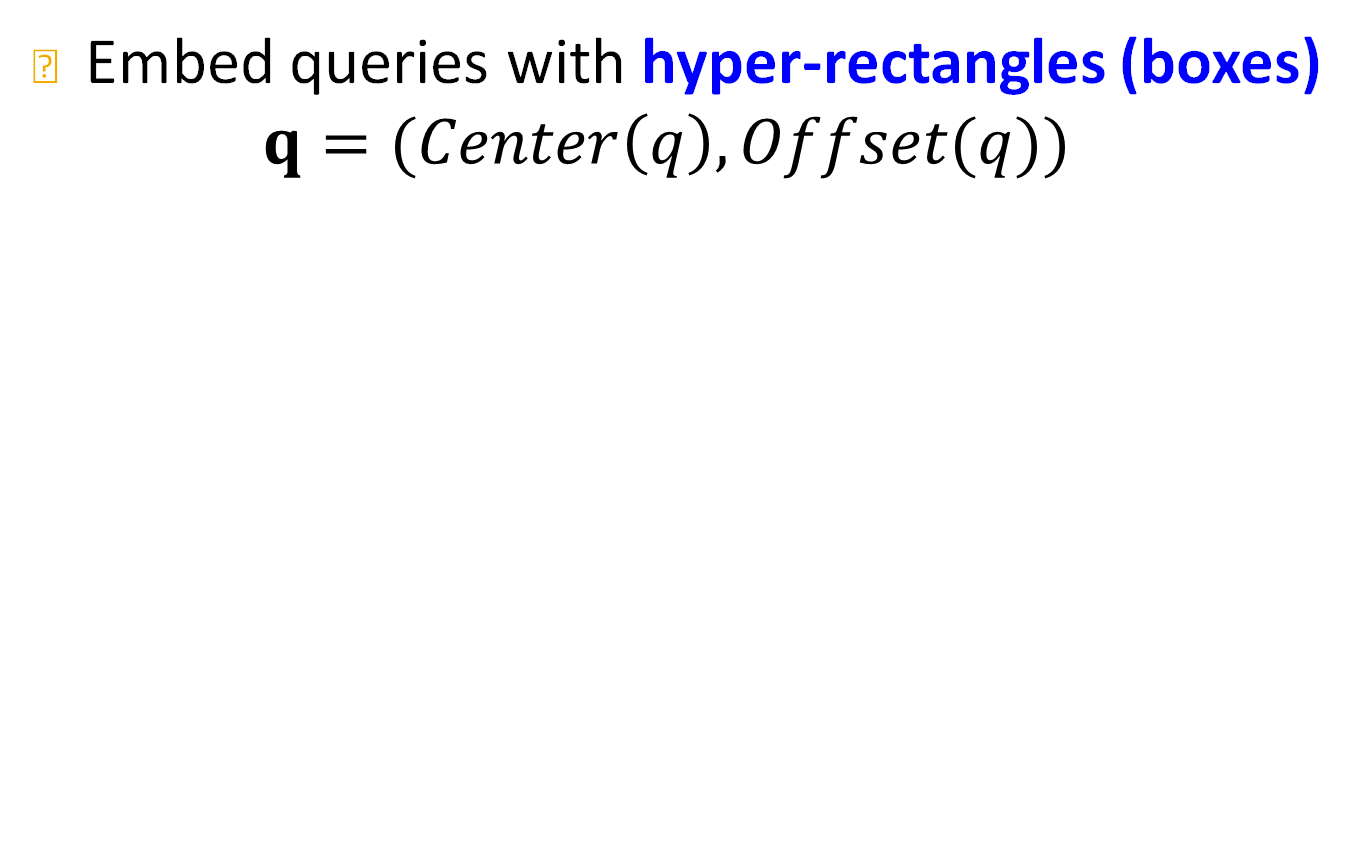 Embed queries with hyper-rectangles (boxes)
𝐪 = (Center(q), Offset(q))